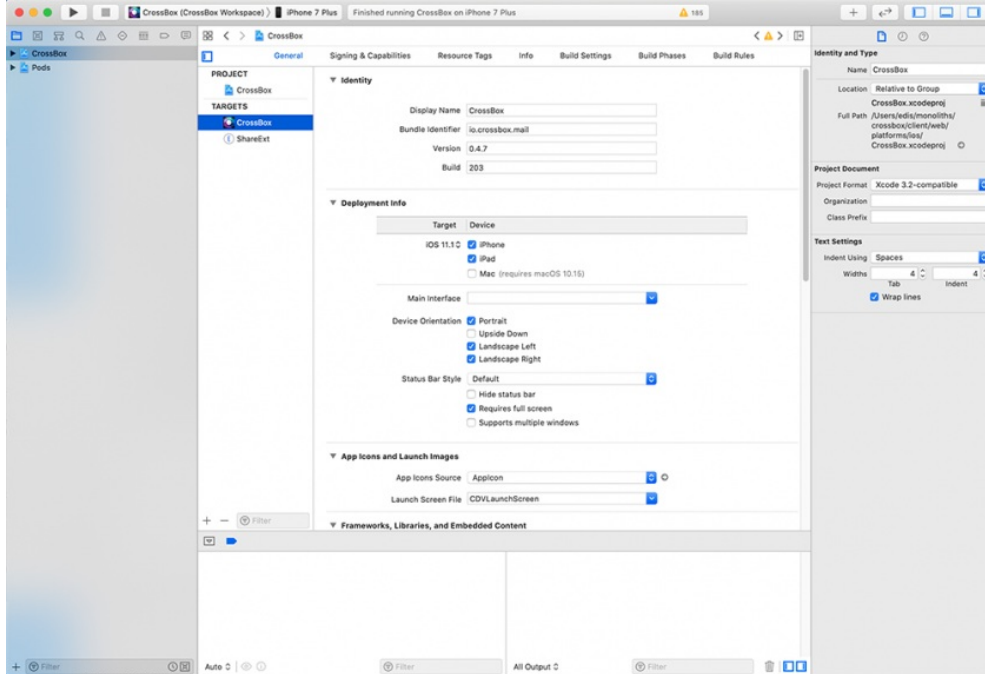 CrossBox (CrossBox Workspace) 〉 iPhone 7 Plus
Finished running CrossBox on iPhone 7 Plus
185
CrossBox
Pods
CrossBox
General
Signing & Capabilities
Resource Tags
Info
Build Settings
Build Phases
Build Rules
PROJECT
CrossBox
TARGETS
CrossBox
ShareExt
Identity
Display Name CrossBox
Bundle Identifier io.crossbox.mail
Version 0.4.7
Build 203
Deployment Info
Target Device
iOS 11.1 iPhone
iPad
Mac (requires macOS 10.15)
Main Interface
Device Orientation Portrait
Upside Down
Landscape Left
Landscape Right
Status Bar Style Default
Hide status bar
Requires full screen
Supports multiple windows
App Icons and Launch Images
App Icons Source AppIcon
Launch Screen File CDVLaunchScreen
Frameworks, Libraries, and Embedded Content
Filter
Identity and Type
Name CrossBox
Location Relative to Group
CrossBox.xcodeproj
Full Path /Users/edis/monoliths/
crossbox/client/web/
platforms/ios/
CrossBox.xcodeproj
Project Document
Project Format Xcode 3.2-compatible
Organization
Class Prefix
Text Settings
Indent Using Spaces
Widths 4 4
Tab Indent
Wrap lines
Filter
Auto
Filter
All Output
Filter